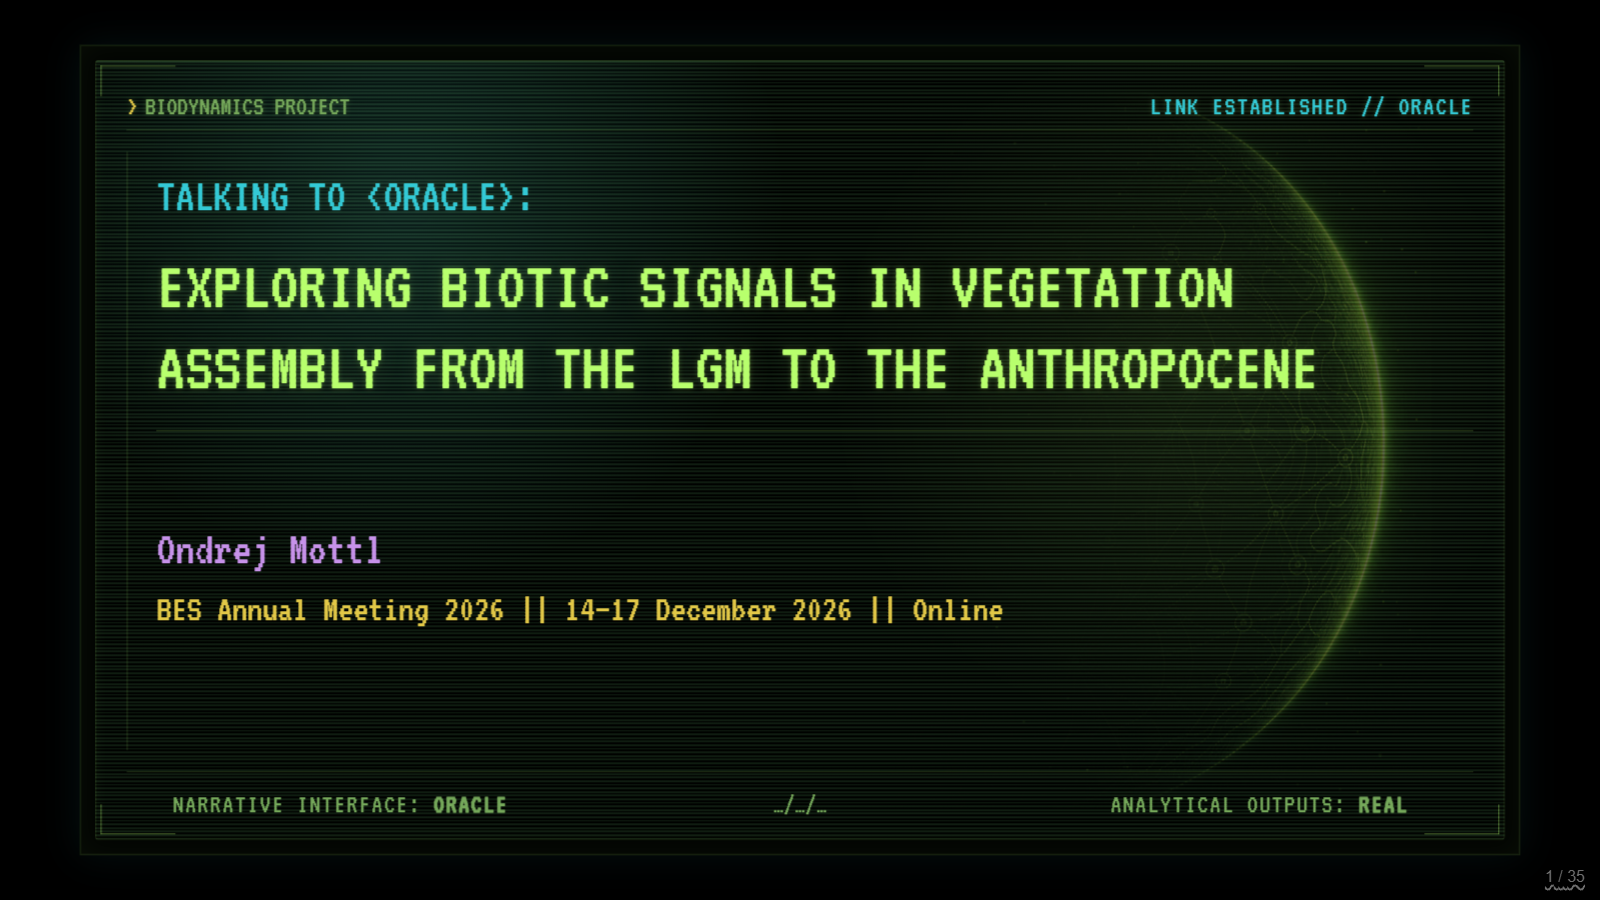 ❯ BIODYNAMICS PROJECT
LINK ESTABLISHED // ORACLE
TALKING TO <ORACLE>:
EXPLORING BIOTIC SIGNALS IN VEGETATION
ASSEMBLY FROM THE LGM TO THE ANTHROPOCENE
Ondrej Mottl
BES Annual Meeting 2026 || 14-17 December 2026 || Online
NARRATIVE INTERFACE: ORACLE
…/…/…
ANALYTICAL OUTPUTS: REAL
1 / 35